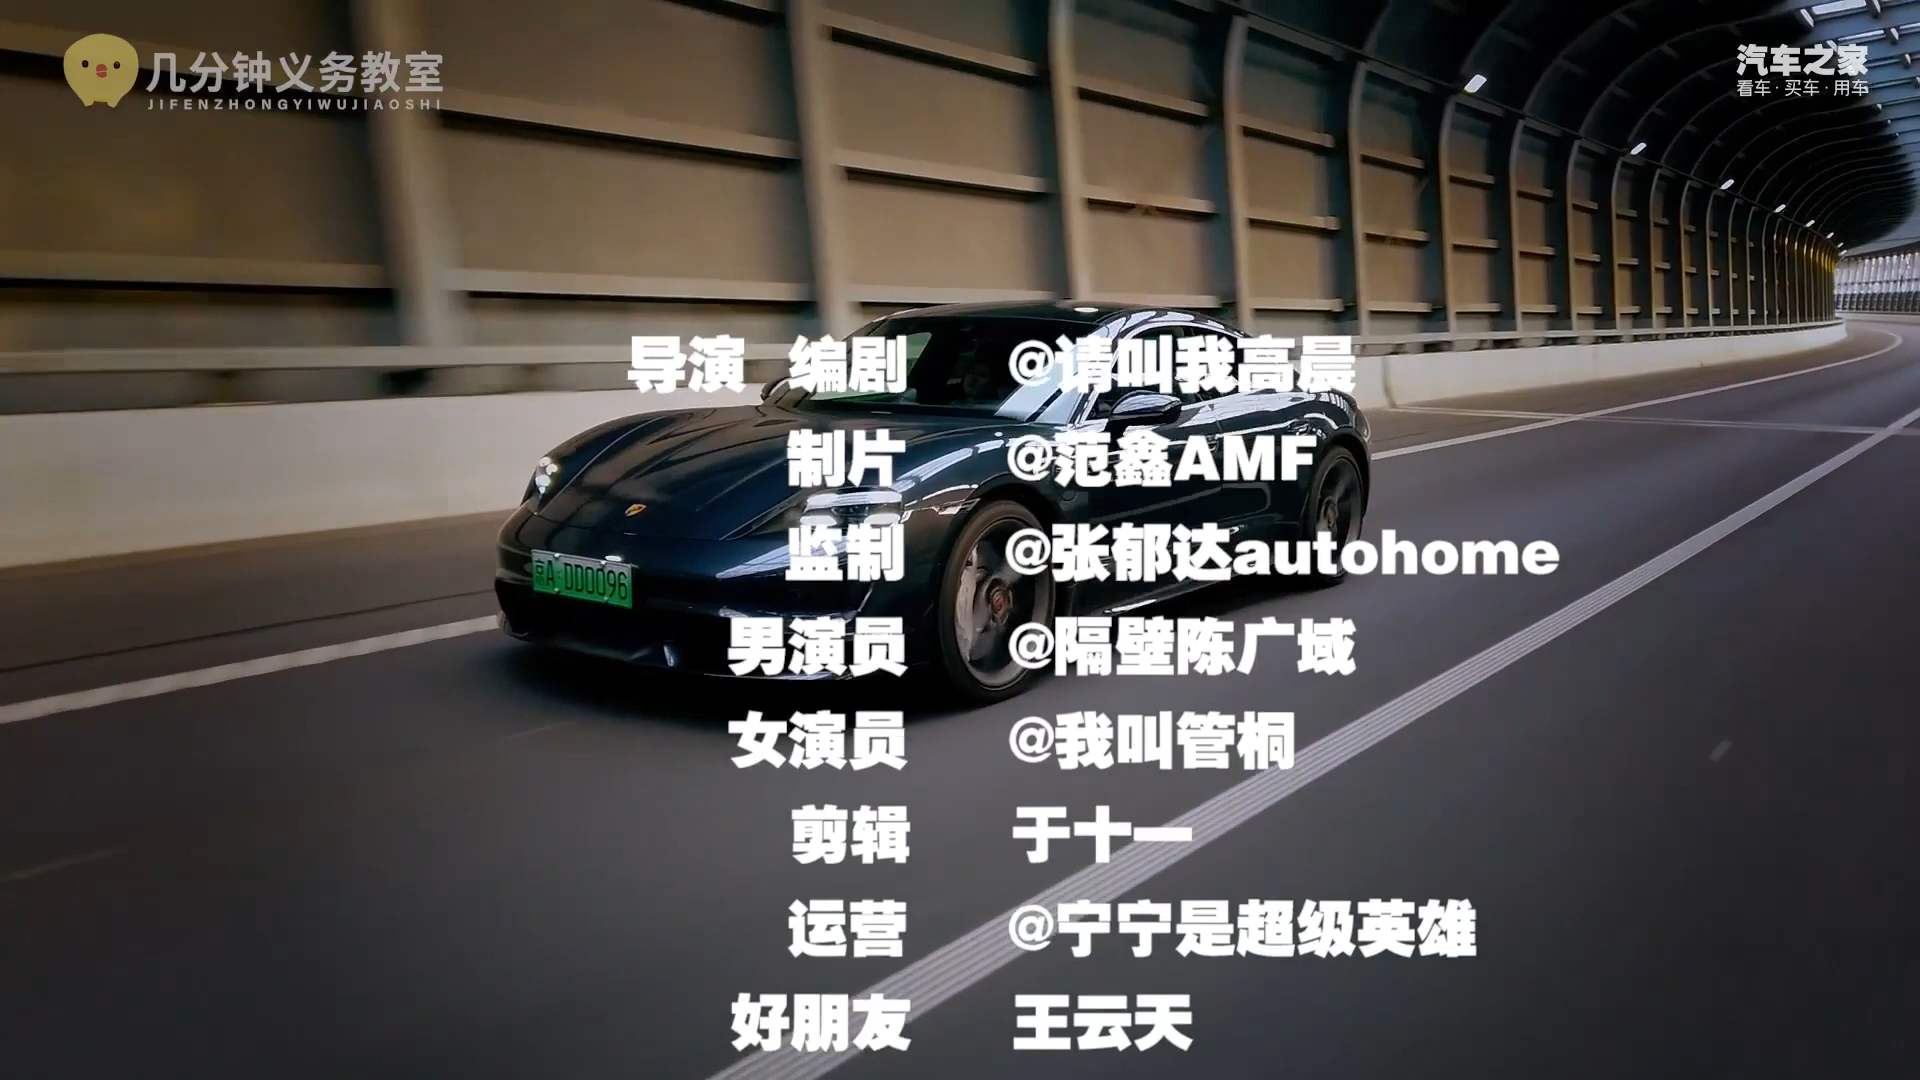 几分钟义务教室
JIFENZHONGYIWUJIAOSHI
汽车之家
看车·买车·用车
导演 编剧 @请叫我高晨
制片 @范鑫AMF
监制 @张郁达autohome
京A·DD0096
男演员 @隔壁陈广域
女演员 @我叫管桐
剪辑 于十一
运营 @宁宁是超级英雄
好朋友 王云天